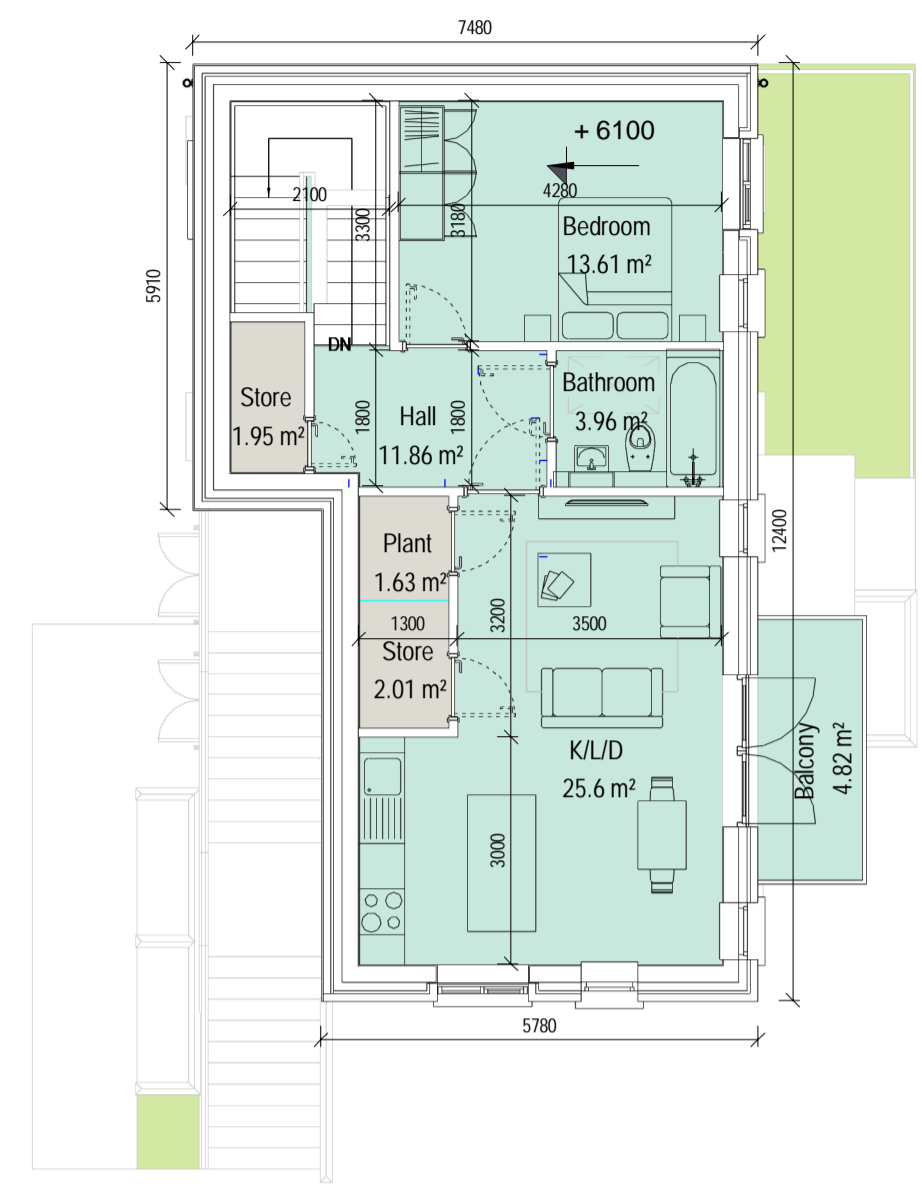 7480
+ 6100
2100
4280
3300
3180
Bedroom
13.61 m²
5910
DN
Store
1.95 m²
Hall
11.86 m²
1800
1800
Bathroom
3.96 m²
12400
Plant
1.63 m²
1300
3200
3500
Store
2.01 m²
K/L/D
25.6 m²
Balcony
4.82 m²
3000
5780